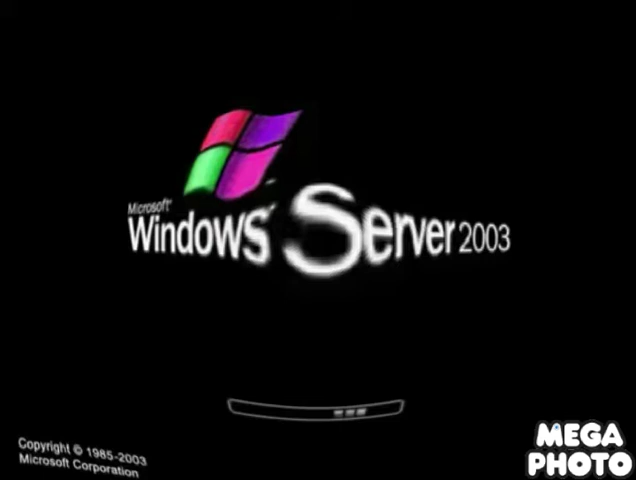 Microsoft®
Windows Server 2003
Copyright © 1985-2003
Microsoft Corporation
MEGA
PHOTO